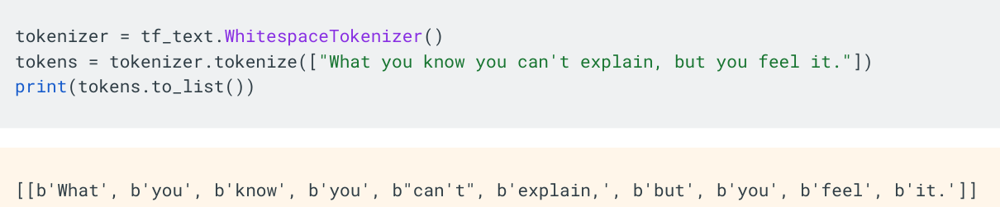 tokenizer = tf_text.WhitespaceTokenizer()
tokens = tokenizer.tokenize(["What you know you can't explain, but you feel it."])
print(tokens.to_list())
[[b'What', b'you', b'know', b'you', b"can't", b'explain,', b'but', b'you', b'feel', b'it.']]